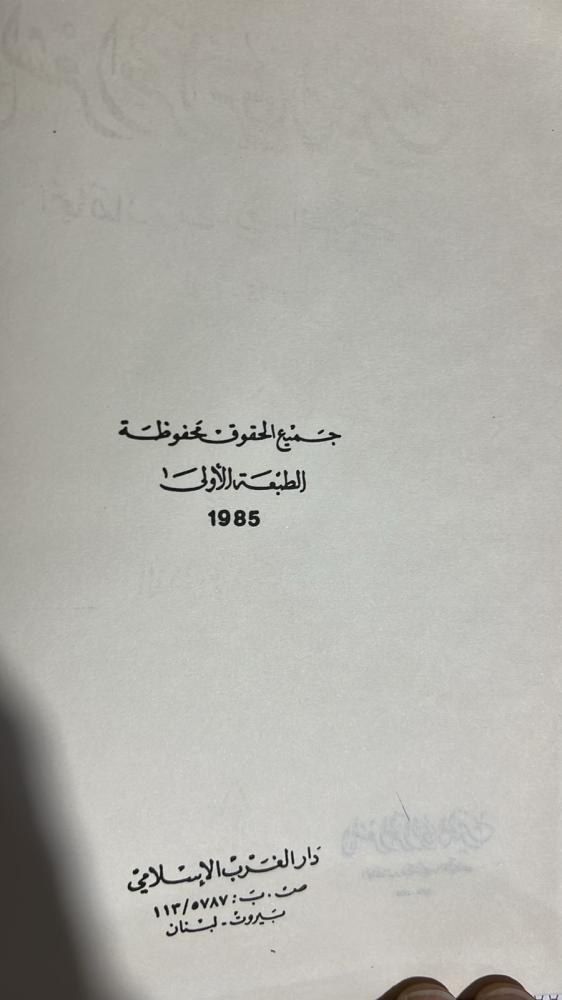 جميع الحقوق محفوظة
الطبعة الأولى
1985
دار الغرب الإسلامي
ص.ب: ١١٣/٥٧٨٧
بيروت - لبنان